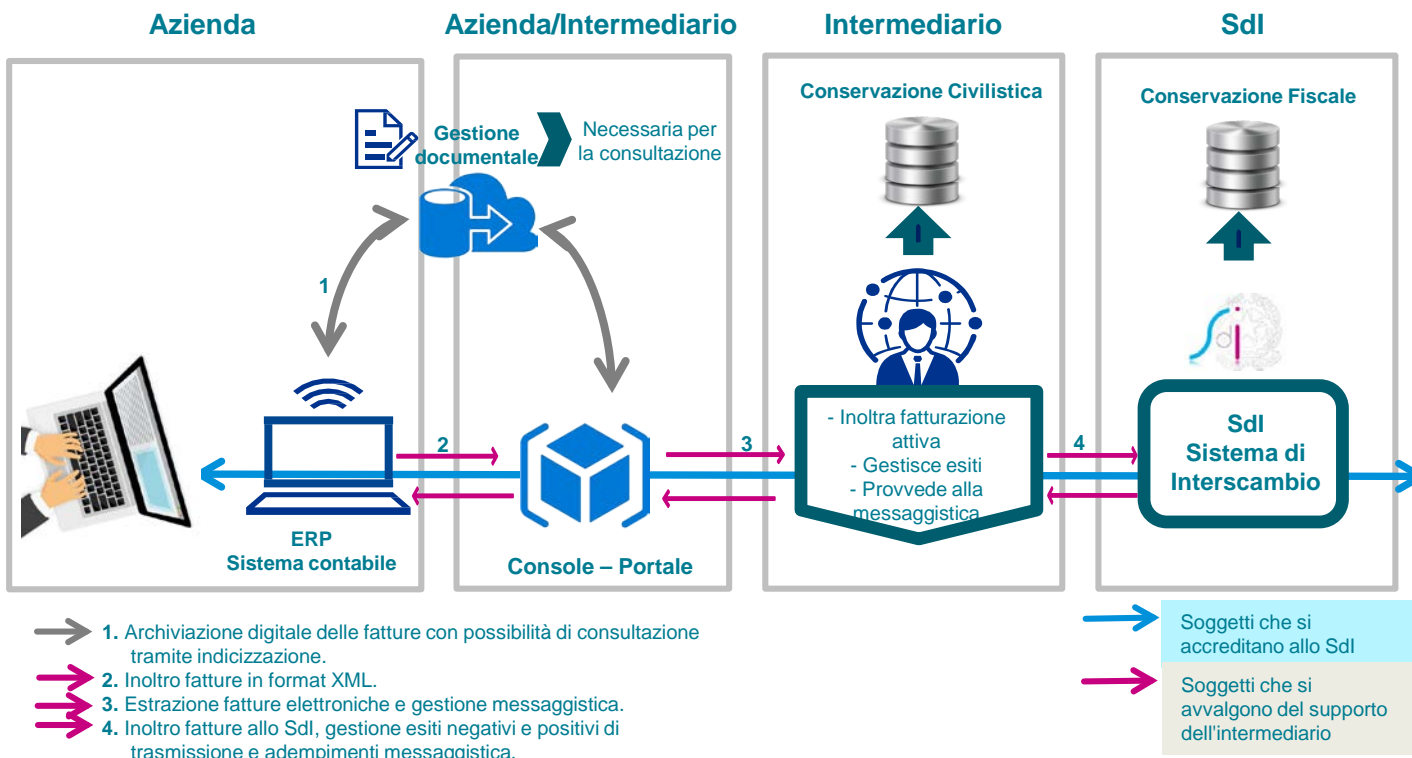 Azienda
Azienda/Intermediario
Intermediario
SdI
Gestione
documentale
Necessaria per
la consultazione
Conservazione Civilistica
Conservazione Fiscale
1
2
3
4
ERP
Sistema contabile
Console – Portale
- Inoltra fatturazione
attiva
- Gestisce esiti
- Provvede alla
messaggistica
Sdi
SdI
Sistema di
Interscambio
1. Archiviazione digitale delle fatture con possibilità di consultazione
tramite indicizzazione.
2. Inoltro fatture in format XML.
3. Estrazione fatture elettroniche e gestione messaggistica.
4. Inoltro fatture allo SdI, gestione esiti negativi e positivi di
trasmissione e adempimenti messaggistica.
Soggetti che si
accreditano allo SdI
Soggetti che si
avvalgono del supporto
dell'intermediario